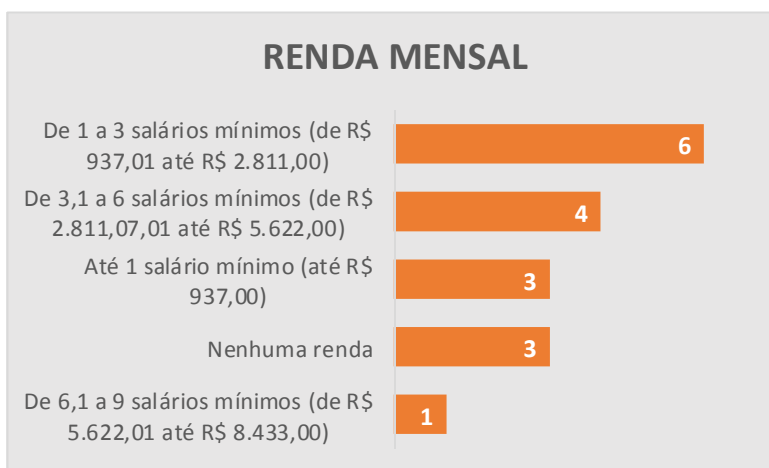 RENDA MENSAL
De 1 a 3 salários mínimos (de R$
937,01 até R$ 2.811,00)
6
De 3,1 a 6 salários mínimos (de R$
2.811,07,01 até R$ 5.622,00)
4
Até 1 salário mínimo (até R$
937,00)
3
Nenhuma renda
3
De 6,1 a 9 salários mínimos (de R$
5.622,01 até R$ 8.433,00)
1